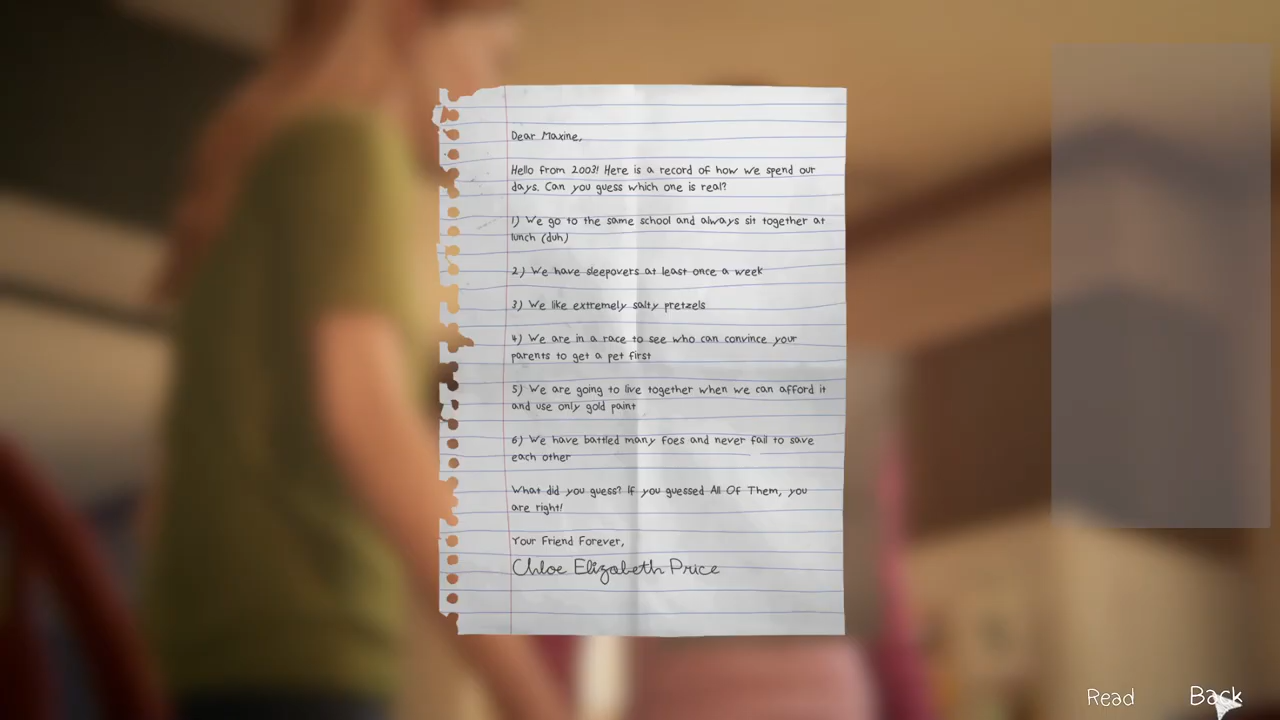 Dear Maxine,
Hello from 2003! Here is a record of how we spend our
days. Can you guess which one is real?
1) We go to the same school and always sit together at
lunch (duh)
2) We have sleepovers at least once a week
3) We like extremely salty pretzels
4) We are in a race to see who can convince your
parents to get a pet first
5) We are going to live together when we can afford it
and use only gold paint
6) We have battled many foes and never fail to save
each other
What did you guess? If you guessed All Of Them, you
are right!
Your Friend Forever,
Chloe Elizabeth Price
Read
Back